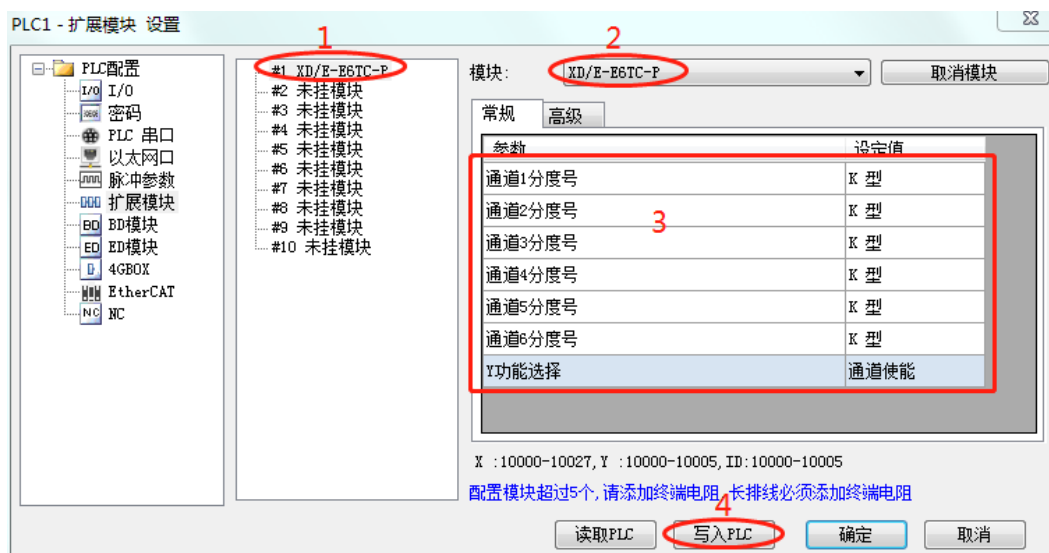 PLC1 - 扩展模块 设置
1
2
PLC配置
I/O I/O
密码
PLC 串口
以太网口
脉冲参数
扩展模块
BD BD模块
ED ED模块
4GBOX
EtherCAT
NC NC
#1 XD/E-E6TC-P
#2 未挂模块
#3 未挂模块
#4 未挂模块
#5 未挂模块
#6 未挂模块
#7 未挂模块
#8 未挂模块
#9 未挂模块
#10 未挂模块
模块: XD/E-E6TC-P 取消模块
常规 高级
参数 设定值
通道1分度号 K 型
通道2分度号 K 型
3
通道3分度号 K 型
通道4分度号 K 型
通道5分度号 K 型
通道6分度号 K 型
Y功能选择 通道使能
X :10000-10027,Y :10000-10005,ID:10000-10005
配置模块超过5个,请添加终端电阻,长排线必须添加终端电阻
4
读取PLC 写入PLC 确定 取消